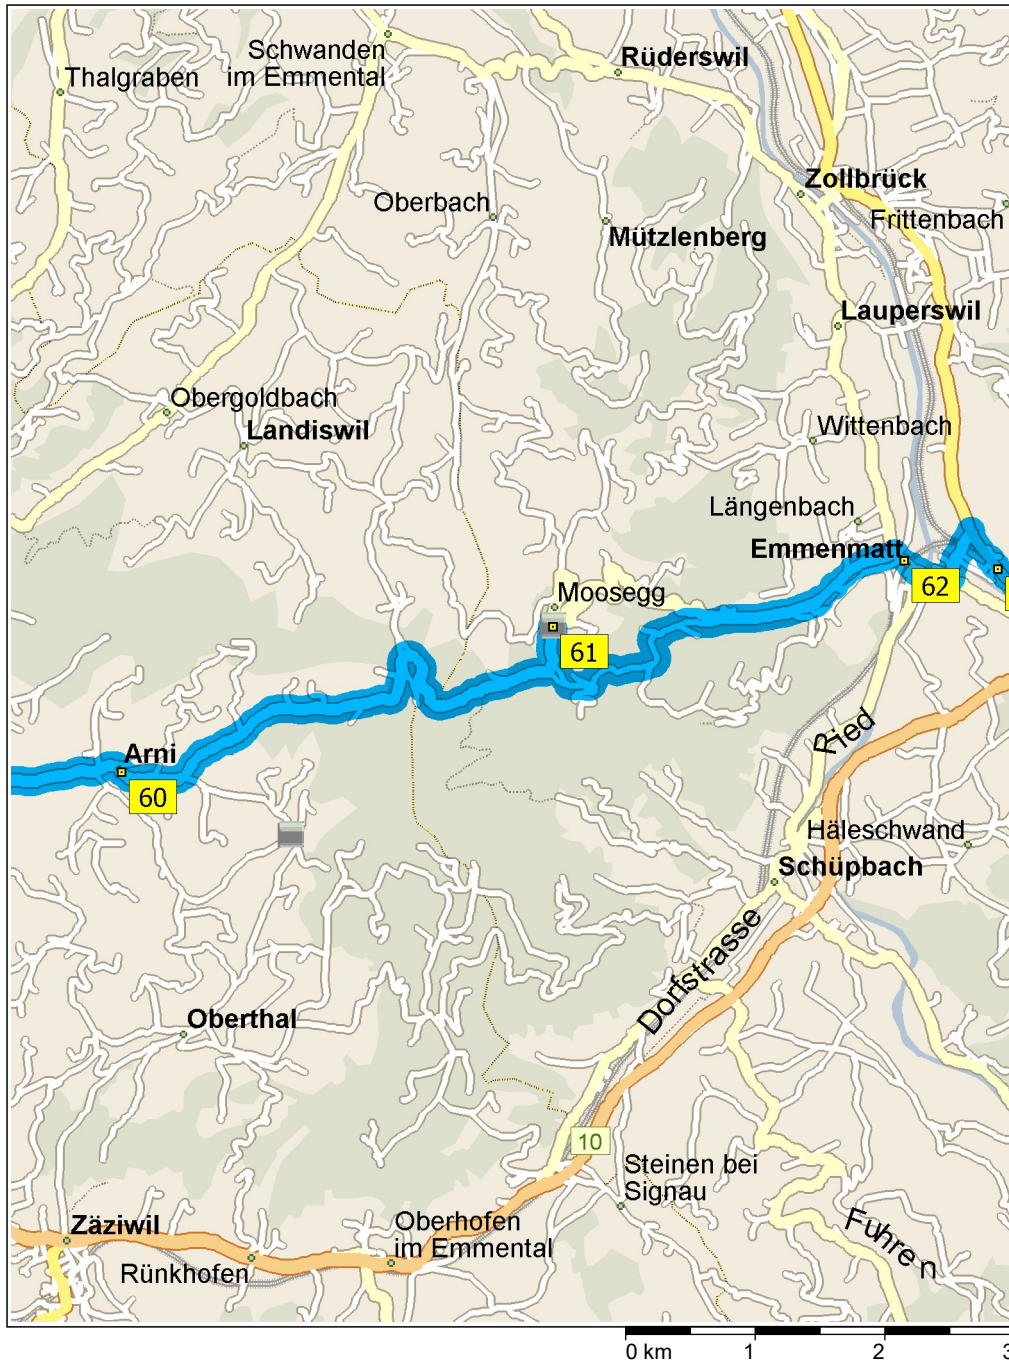 Schwanden
im Emmental
Rüderswil
Thalgraben
Zollbrück
Oberbach
Frittenbach
Mützlenberg
Lauperswil
Obergoldbach
Landiswil
Wittenbach
Längenbach
Emmenmatt
62
Moosegg
61
Ried
Arni
60
Häleschwand
Schüpbach
Dorfstrasse
Oberthal
10
Steinen bei
Signau
Zäziwil
Oberhofen
im Emmental
Fuhren
Rünkhofen
0 km 1 2 3